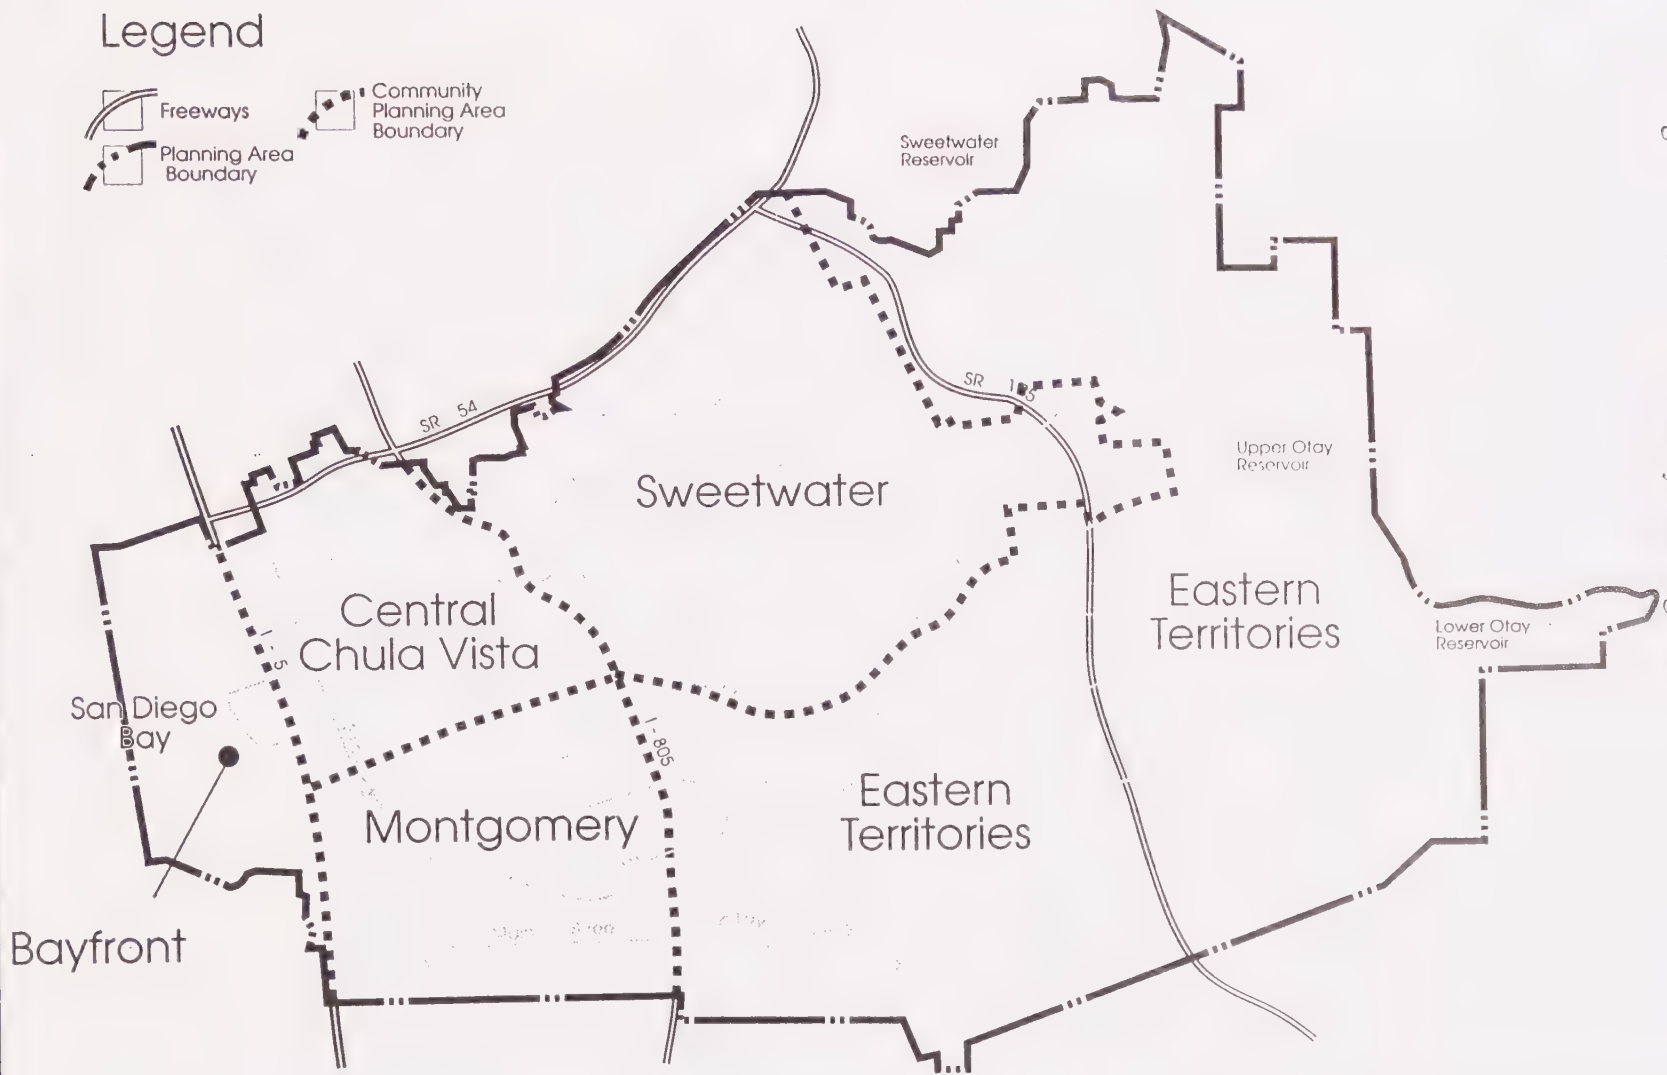 Legend
Freeways
Planning Area
Boundary
Community
Planning Area
Boundary
Sweetwater
Reservoir
SR 54
SR
Upper Otay
Reservoir
Sweetwater
Eastern
Territories
Lower Otay
Reservoir
Central
Chula Vista
I - 5
San Diego
Bay
I - 805
Montgomery
Eastern
Territories
Bayfront